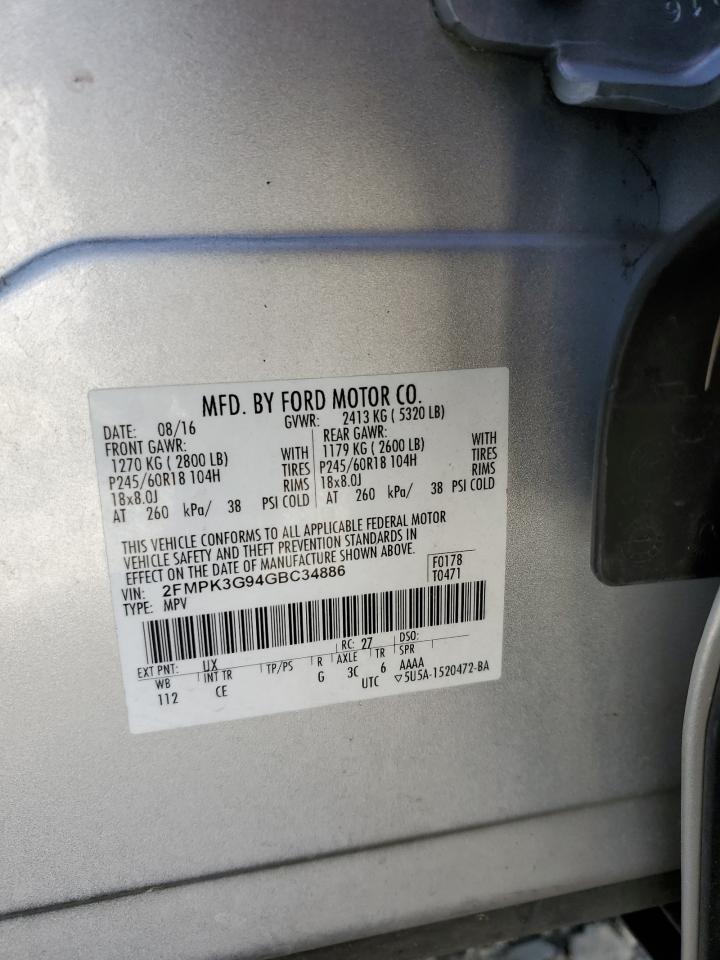 16
MFD. BY FORD MOTOR CO.
DATE: 08/16 GVWR: 2413 KG ( 5320 LB)
FRONT GAWR: REAR GAWR:
1270 KG ( 2800 LB) WITH 1179 KG ( 2600 LB) WITH
P245/60R18 104H TIRES P245/60R18 104H TIRES
18x8.0J RIMS 18x8.0J RIMS
AT 260 kPa/ 38 PSI COLD AT 260 kPa/ 38 PSI COLD
THIS VEHICLE CONFORMS TO ALL APPLICABLE FEDERAL MOTOR
VEHICLE SAFETY AND THEFT PREVENTION STANDARDS IN
EFFECT ON THE DATE OF MANUFACTURE SHOWN ABOVE.
VIN: 2FMPK3G94GBC34886 F0178
TYPE: MPV T0471
EXT PNT: UX RC: 27 DSO:
WB INT TR TP/PS R AXLE TR SPR
112 CE G 3C 6 AAAA
UTC ▽5U5A-1520472-BA